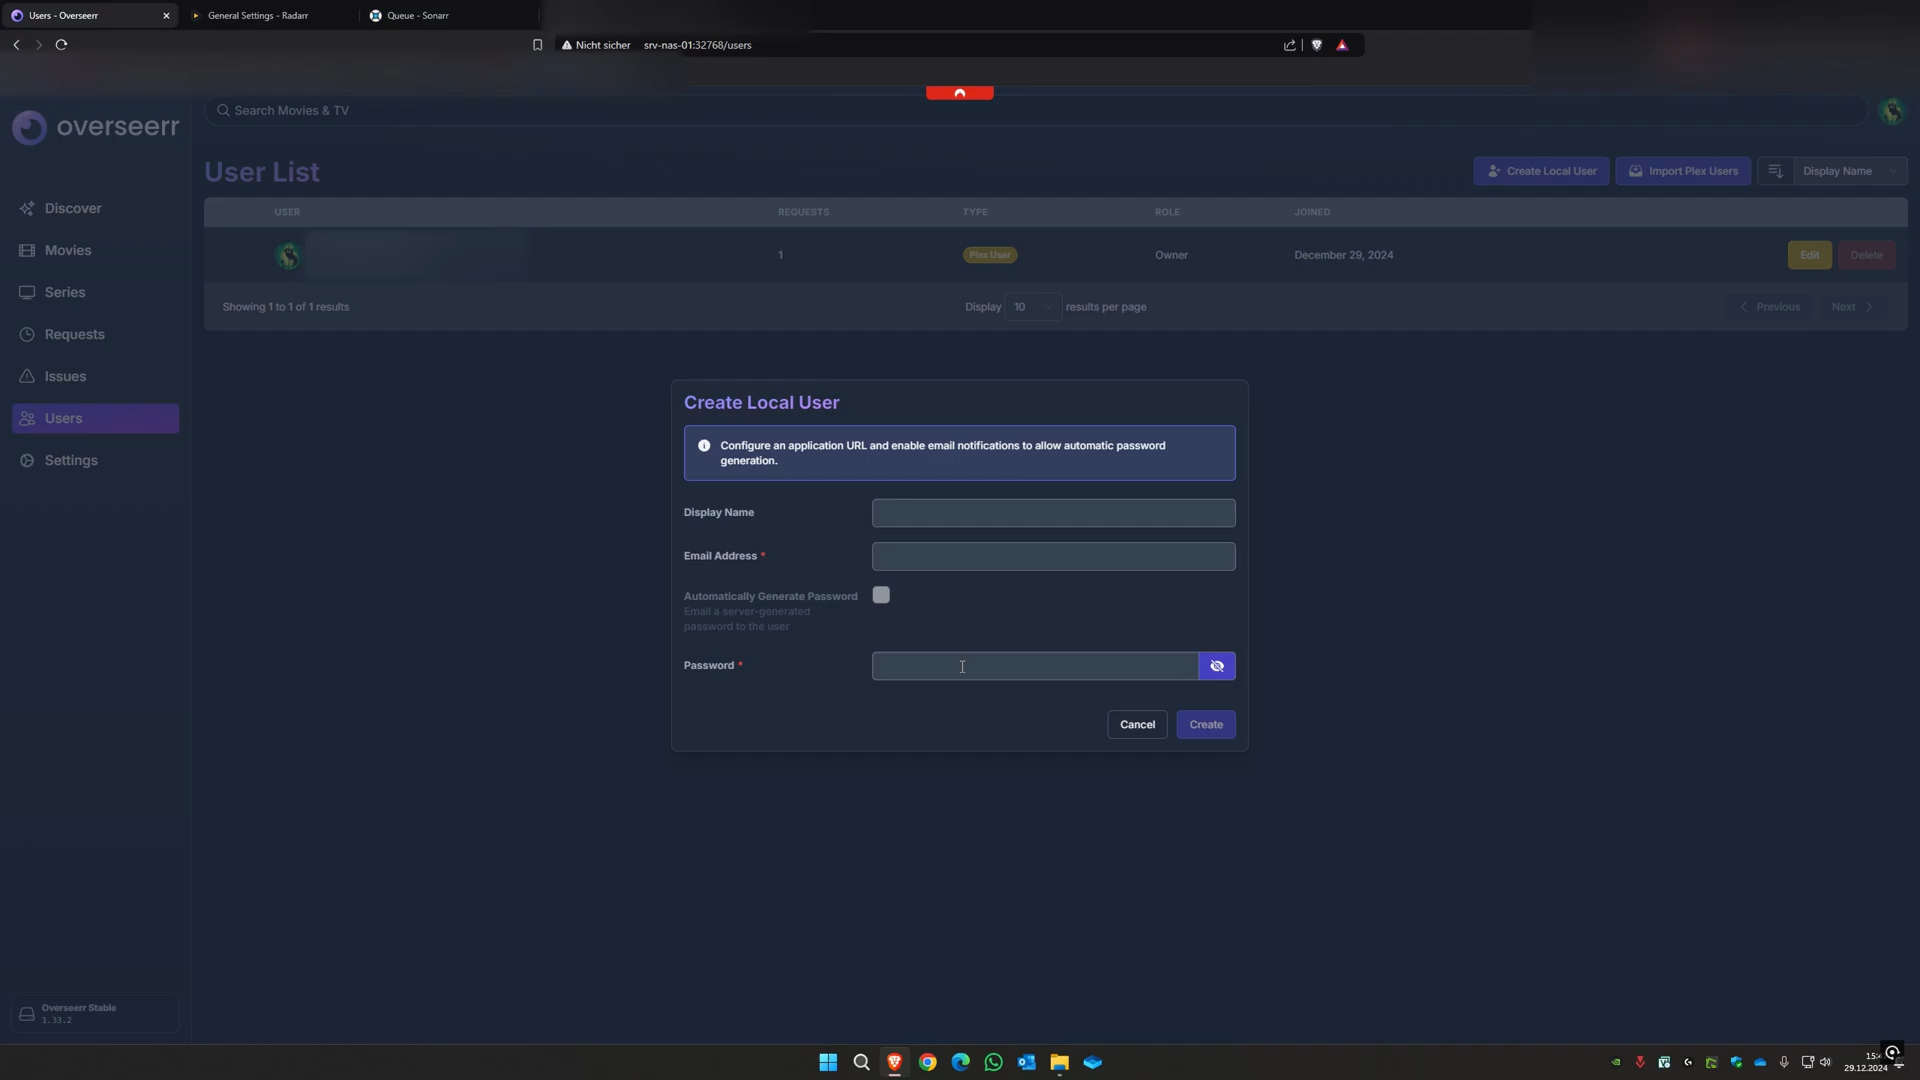 Users - Overseerr
General Settings - Radarr
Queue - Sonarr
Nicht sicher
srv-nas-01:32768/users
overseerr
Search Movies & TV
Discover
Movies
Series
Requests
Issues
Users
Settings
User List
Create Local User
Import Plex Users
Display Name
USER
REQUESTS
TYPE
ROLE
JOINED
1
Plex User
Owner
December 29, 2024
Edit
Delete
Showing 1 to 1 of 1 results
Display
10
results per page
Previous
Next
Create Local User
Configure an application URL and enable email notifications to allow automatic password
generation.
Display Name
Email Address *
Automatically Generate Password
Email a server-generated
password to the user
Password *
Cancel
Create
Overseerr Stable
1.33.2
29.12.2024